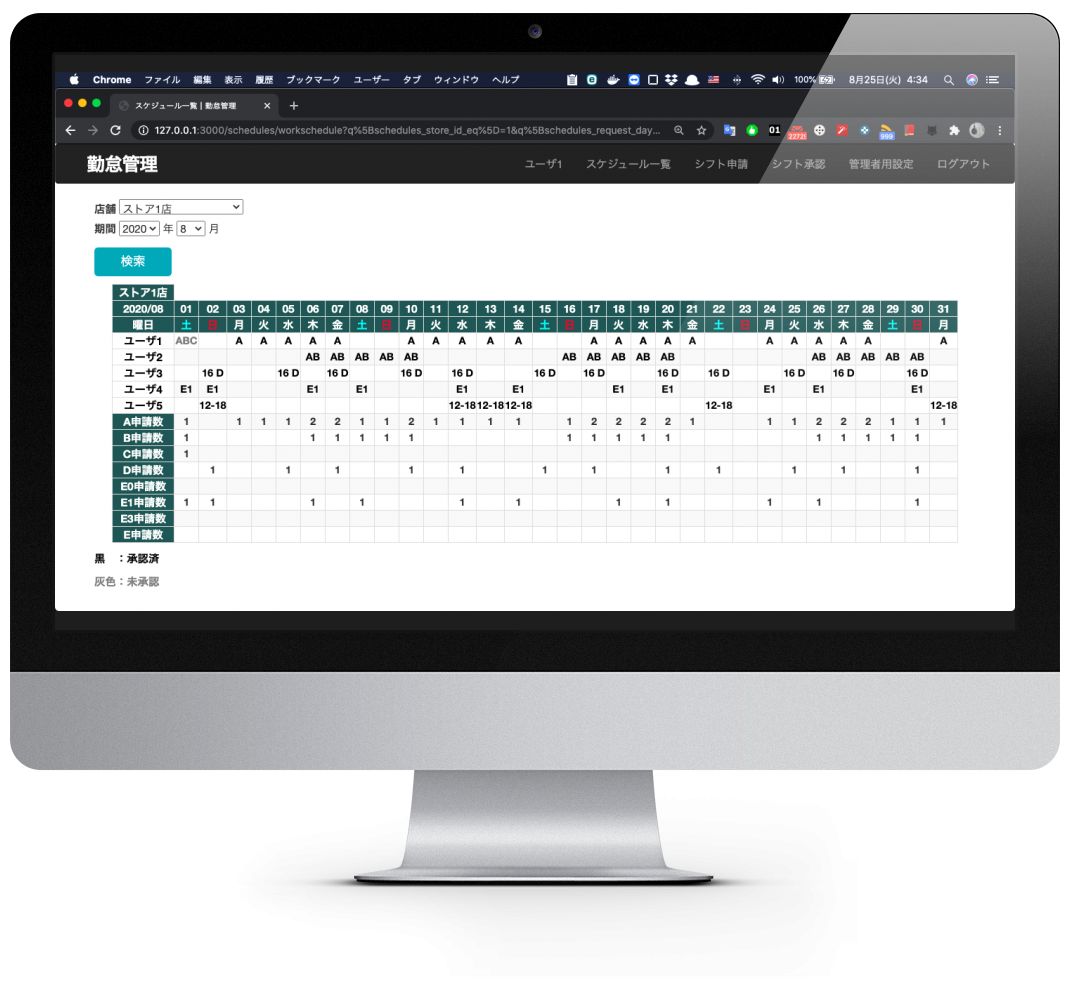 Chrome ファイル 編集 表示 履歴 ブックマーク ユーザー タブ ウィンドウ ヘルプ 100% 8月25日(火) 4:34
スケジュール一覧 | 勤怠管理
127.0.0.1:3000/schedules/workschedule?q%5Bschedules_store_id_eq%5D=1&q%5Bschedules_request_day... 01 22721 599
勤怠管理 ユーザ1 スケジュール一覧 シフト申請 シフト承認 管理者用設定 ログアウト
店舗 ストア1店
期間 2020 年 8 月
検索
ストア1店
2020/08 01 02 03 04 05 06 07 08 09 10 11 12 13 14 15 16 17 18 19 20 21 22 23 24 25 26 27 28 29 30 31
曜日 土 日 月 火 水 木 金 土 日 月 火 水 木 金 土 日 月 火 水 木 金 土 日 月 火 水 木 金 土 日 月
ユーザ1 ABC A A A A A A A A A A A A A A A A A A A A A A
ユーザ2 AB AB AB AB AB AB AB AB AB AB AB AB AB AB AB
ユーザ3 16 D 16 D 16 D 16 D 16 D 16 D 16 D 16 D 16 D 16 D 16 D 16 D
ユーザ4 E1 E1 E1 E1 E1 E1 E1 E1 E1 E1 E1
ユーザ5 12-18 12-18 12-18 12-18 12-18 12-18
A申請数 1 1 1 1 2 2 1 1 2 1 1 1 1 1 2 2 2 2 1 1 1 2 2 2 1 1 1
B申請数 1 1 1 1 1 1 1 1 1 1 1 1 1 1 1 1
C申請数 1
D申請数 1 1 1 1 1 1 1 1 1 1 1 1
E0申請数
E1申請数 1 1 1 1 1 1 1 1 1 1 1
E3申請数
E申請数
黒 ：承認済
灰色：未承認